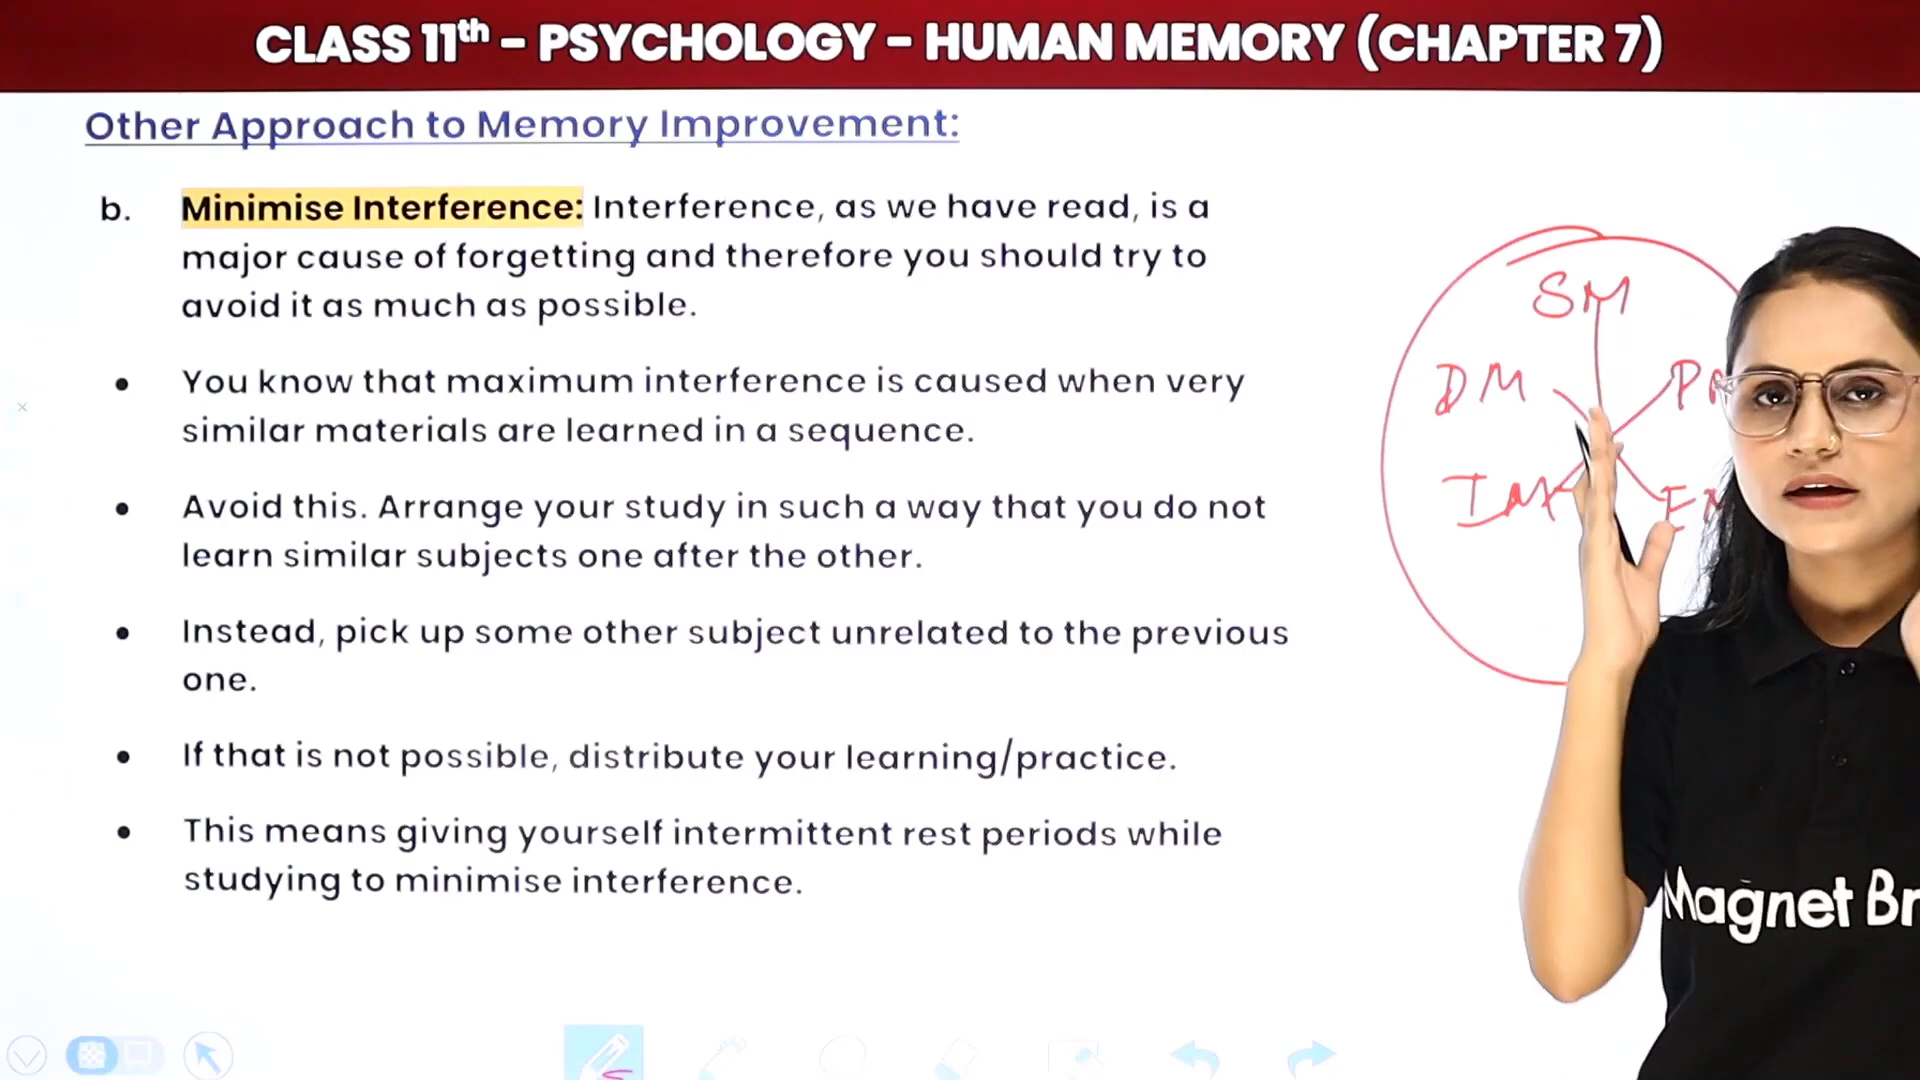 CLASS 11th – PSYCHOLOGY – HUMAN MEMORY (CHAPTER 7)
Other Approach to Memory Improvement:
b. Minimise Interference: Interference, as we have read, is a
major cause of forgetting and therefore you should try to
avoid it as much as possible.
• You know that maximum interference is caused when very
similar materials are learned in a sequence.
• Avoid this. Arrange your study in such a way that you do not
learn similar subjects one after the other.
• Instead, pick up some other subject unrelated to the previous
one.
• If that is not possible, distribute your learning/practice.
• This means giving yourself intermittent rest periods while
studying to minimise interference.
SM
DM
Magnet Br